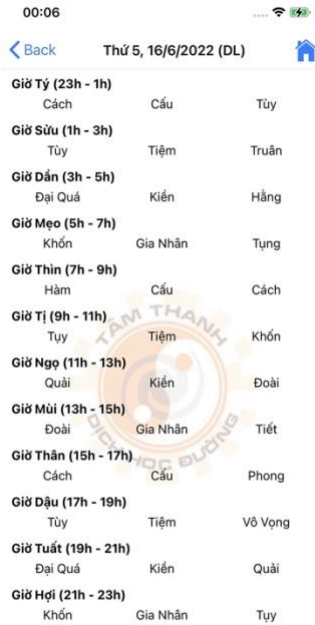 00:06
Back Thứ 5, 16/6/2022 (DL)
Giờ Tý (23h - 1h)
Cách Cấu Tùy
Giờ Sửu (1h - 3h)
Tùy Tiệm Truân
Giờ Dần (3h - 5h)
Đại Quá Kiền Hằng
Giờ Mẹo (5h - 7h)
Khốn Gia Nhân Tụng
Giờ Thìn (7h - 9h)
Hàm Cấu Cách
Giờ Tị (9h - 11h)
Tụy Tiệm Khốn
Giờ Ngọ (11h - 13h)
Quải Kiền Đoài
Giờ Mùi (13h - 15h)
Đoài Gia Nhân Tiết
Giờ Thân (15h - 17h)
Cách Cấu Phong
Giờ Dậu (17h - 19h)
Tùy Tiệm Vô Vọng
Giờ Tuất (19h - 21h)
Đại Quá Kiền Quải
Giờ Hợi (21h - 23h)
Khốn Gia Nhân Tụy
TÂM THANH
DỊCH HỌC ĐƯỜNG